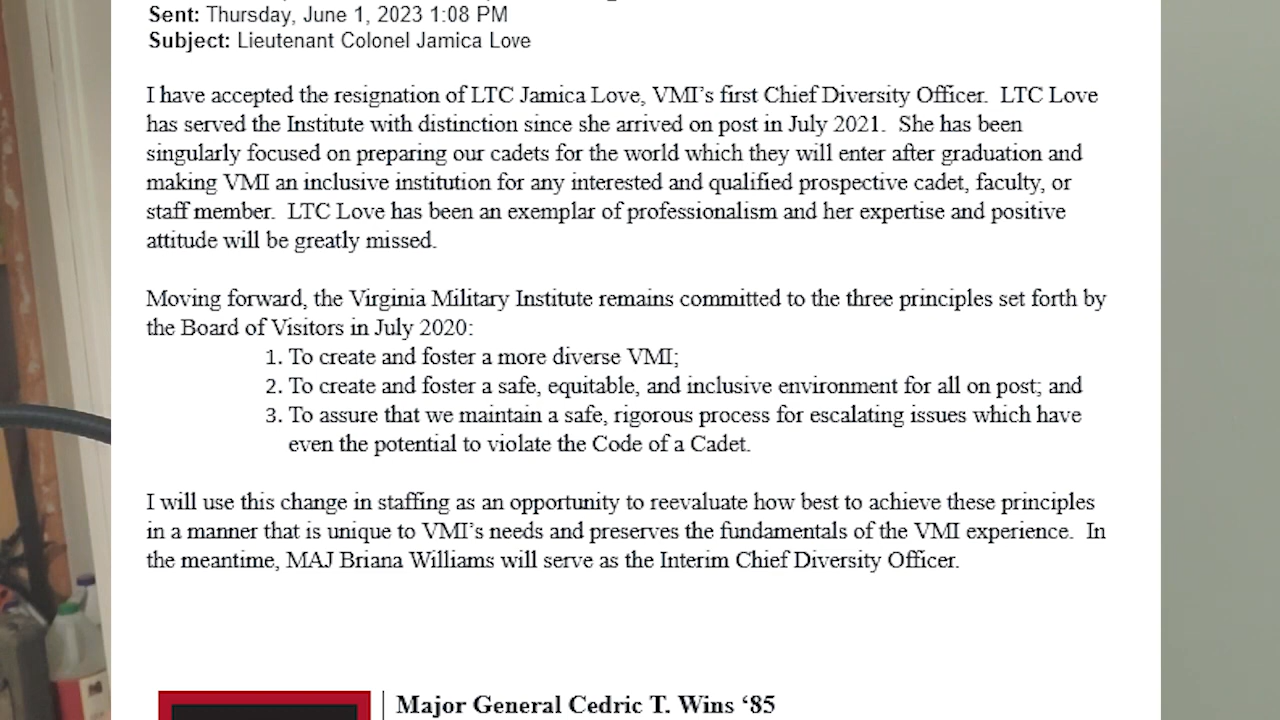 Sent: Thursday, June 1, 2023 1:08 PM
Subject: Lieutenant Colonel Jamica Love
I have accepted the resignation of LTC Jamica Love, VMI’s first Chief Diversity Officer. LTC Love
has served the Institute with distinction since she arrived on post in July 2021. She has been
singularly focused on preparing our cadets for the world which they will enter after graduation and
making VMI an inclusive institution for any interested and qualified prospective cadet, faculty, or
staff member. LTC Love has been an exemplar of professionalism and her expertise and positive
attitude will be greatly missed.
Moving forward, the Virginia Military Institute remains committed to the three principles set forth by
the Board of Visitors in July 2020:
1. To create and foster a more diverse VMI;
2. To create and foster a safe, equitable, and inclusive environment for all on post; and
3. To assure that we maintain a safe, rigorous process for escalating issues which have
even the potential to violate the Code of a Cadet.
I will use this change in staffing as an opportunity to reevaluate how best to achieve these principles
in a manner that is unique to VMI’s needs and preserves the fundamentals of the VMI experience. In
the meantime, MAJ Briana Williams will serve as the Interim Chief Diversity Officer.
Major General Cedric T. Wins ‘85